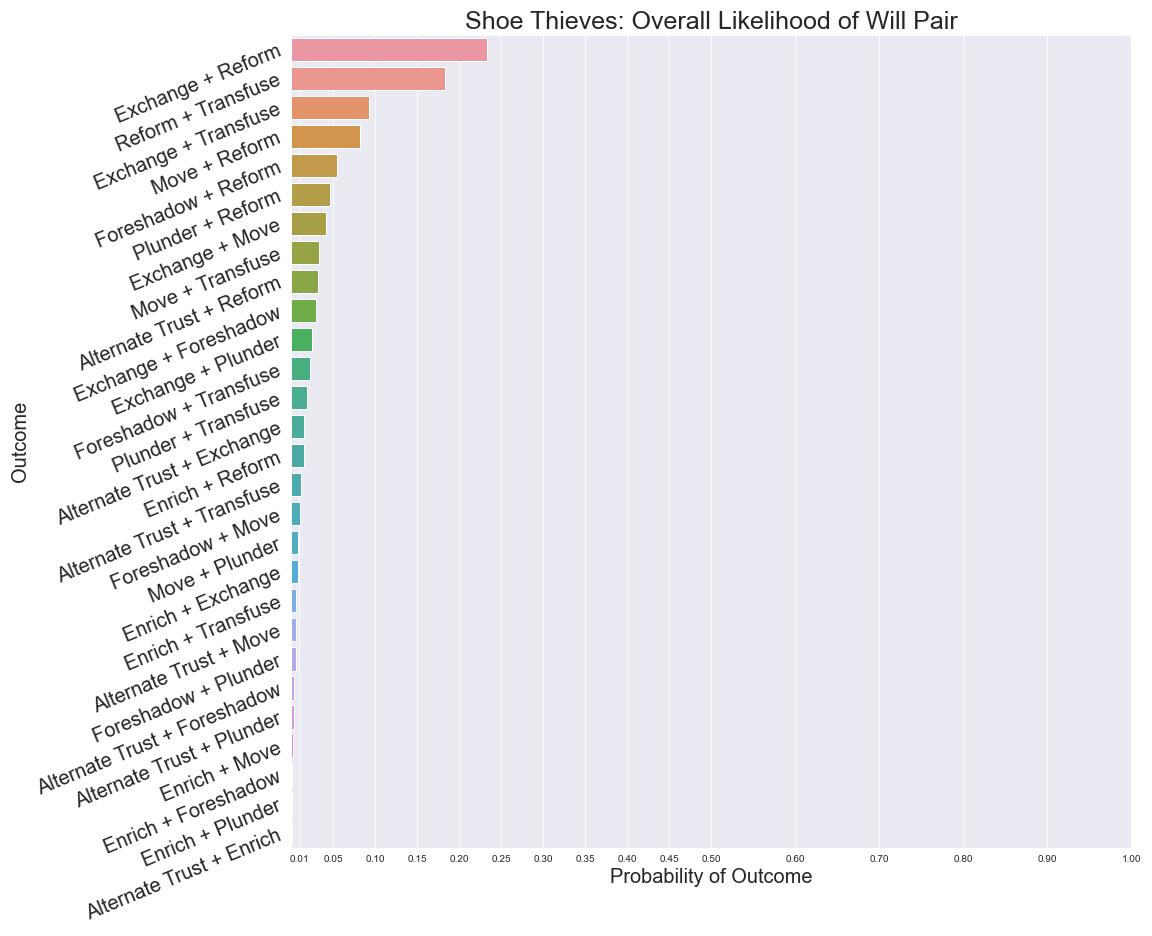 Shoe Thieves: Overall Likelihood of Will Pair
Outcome
Exchange + Reform
Reform + Transfuse
Exchange + Transfuse
Move + Reform
Foreshadow + Reform
Plunder + Reform
Exchange + Move
Move + Transfuse
Alternate Trust + Reform
Exchange + Foreshadow
Exchange + Plunder
Foreshadow + Transfuse
Plunder + Transfuse
Alternate Trust + Exchange
Enrich + Reform
Alternate Trust + Transfuse
Foreshadow + Move
Move + Plunder
Enrich + Exchange
Enrich + Transfuse
Alternate Trust + Move
Foreshadow + Plunder
Alternate Trust + Foreshadow
Alternate Trust + Plunder
Enrich + Move
Enrich + Foreshadow
Enrich + Plunder
Alternate Trust + Enrich
0.01 0.05 0.10 0.15 0.20 0.25 0.30 0.35 0.40 0.45 0.50 0.60 0.70 0.80 0.90 1.00
Probability of Outcome